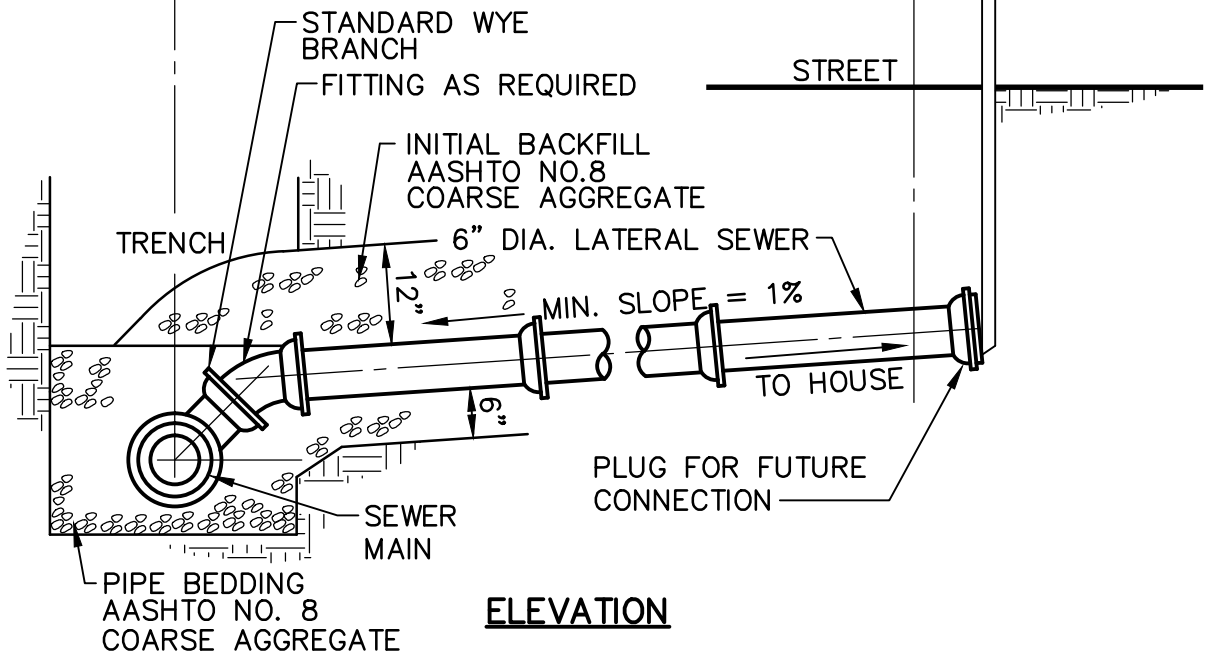 STANDARD WYE
BRANCH
FITTING AS REQUIRED
STREET
INITIAL BACKFILL
AASHTO NO.8
COARSE AGGREGATE
TRENCH
6” DIA. LATERAL SEWER
12”
MIN. SLOPE = 1%
TO HOUSE
6”
PLUG FOR FUTURE
CONNECTION
SEWER
MAIN
PIPE BEDDING
AASHTO NO. 8
COARSE AGGREGATE
ELEVATION